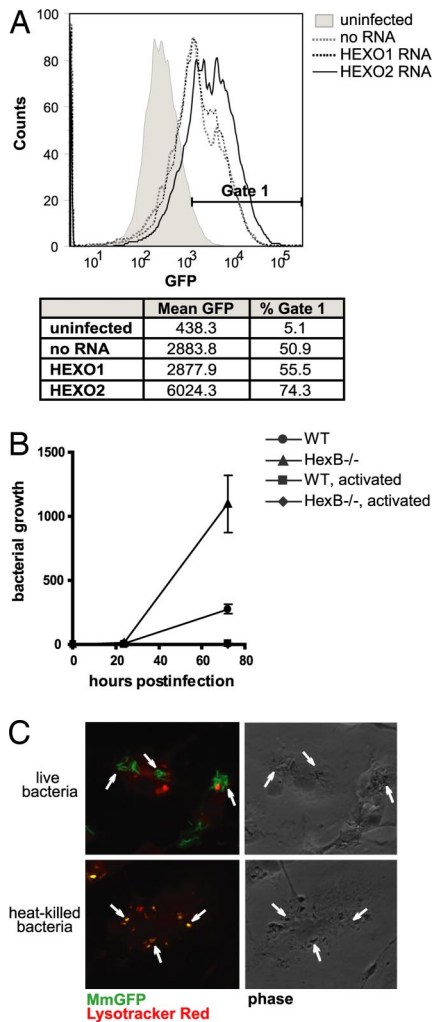 A
uninfected
no RNA
HEXO1 RNA
HEXO2 RNA
100
80
60
40
20
0
Counts
Gate 1
10^1 10^2 10^3 10^4 10^5
GFP
Mean GFP % Gate 1
uninfected 438.3 5.1
no RNA 2883.8 50.9
HEXO1 2877.9 55.5
HEXO2 6024.3 74.3
B
WT
HexB-/-
WT, activated
HexB-/-, activated
1500
1000
500
0
bacterial growth
0 20 40 60 80
hours postinfection
C
live
bacteria
heat-killed
bacteria
MmGFP phase
Lysotracker Red